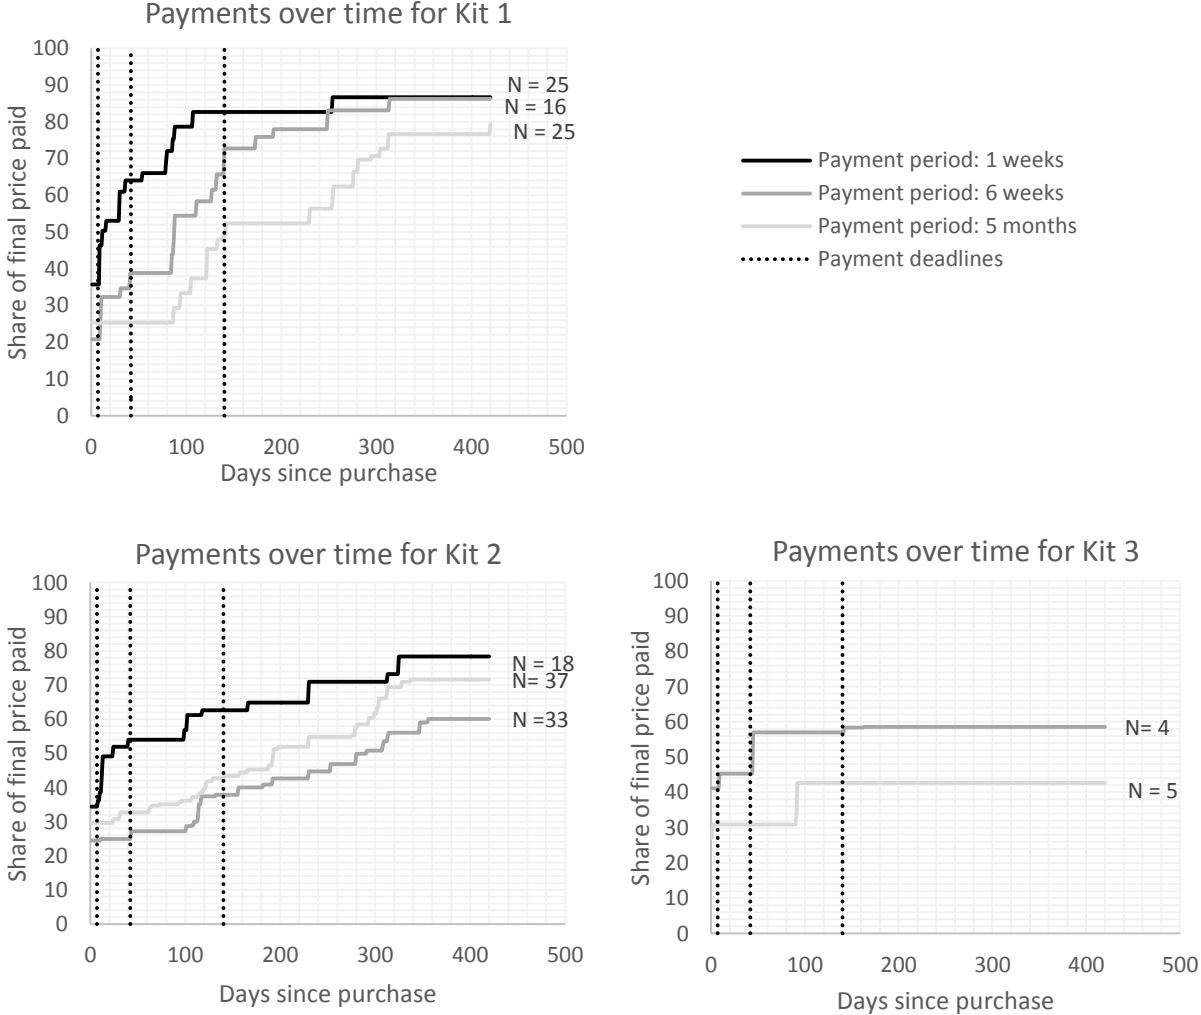 Payments over time for Kit 1
Share of final price paid
100
90
80
70
60
50
40
30
20
10
0
0 100 200 300 400 500
Days since purchase
N = 25
N = 16
N = 25
Payment period: 1 weeks
Payment period: 6 weeks
Payment period: 5 months
Payment deadlines
Payments over time for Kit 2
Share of final price paid
100
90
80
70
60
50
40
30
20
10
0
0 100 200 300 400 500
Days since purchase
N = 18
N= 37
N =33
Payments over time for Kit 3
Share of final price paid
100
90
80
70
60
50
40
30
20
10
0
0 100 200 300 400 500
Days since purchase
N= 4
N = 5